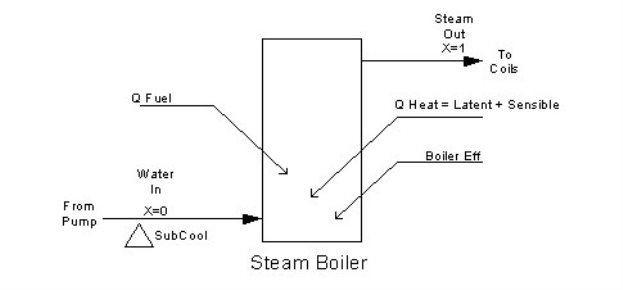 Steam
Out
X=1
To
Coils
Q Fuel
Q Heat = Latent + Sensible
Boiler Eff
Water
In
From
Pump
X=0
SubCool
Steam Boiler